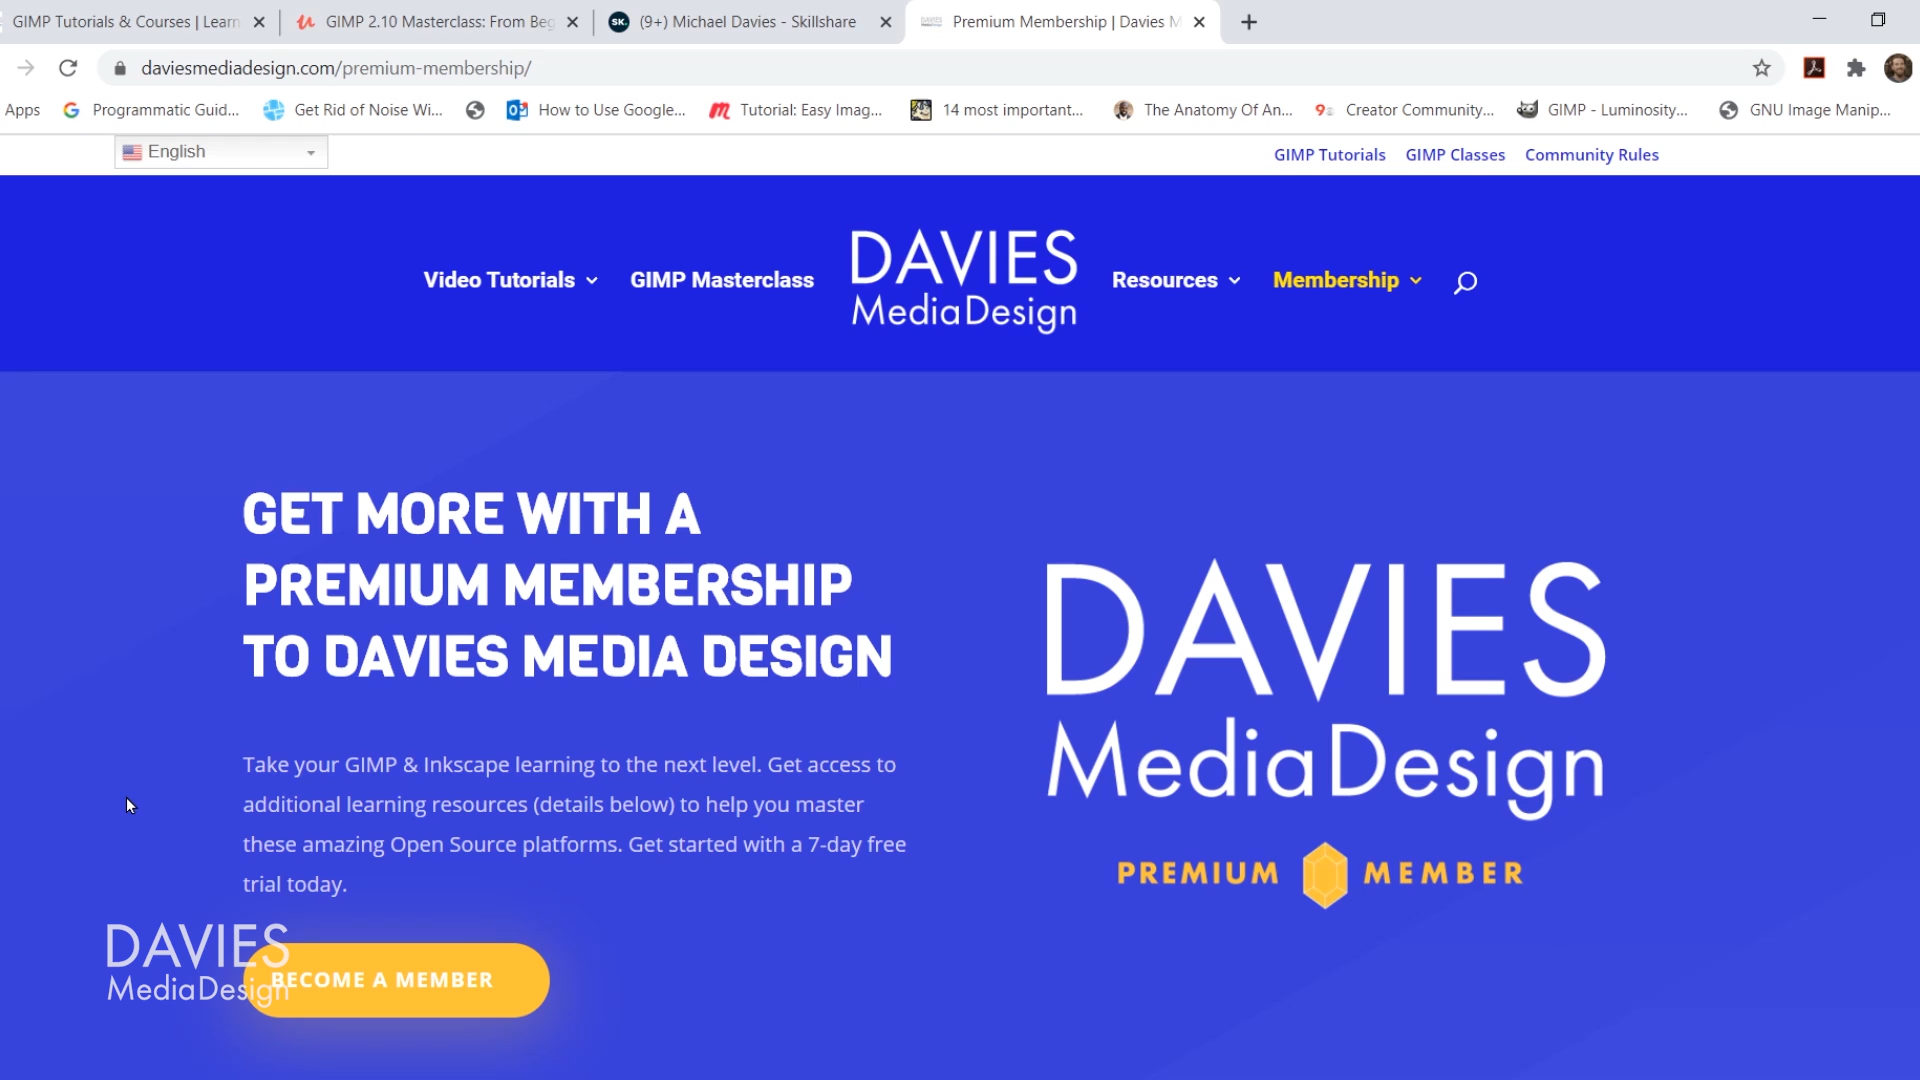 GIMP Tutorials & Courses | Learn
GIMP 2.10 Masterclass: From Beg
SK. (9+) Michael Davies - Skillshare
Premium Membership | Davies M
daviesmediadesign.com/premium-membership/
Apps
Programmatic Guid...
Get Rid of Noise Wi...
How to Use Google...
Tutorial: Easy Imag...
14 most important...
The Anatomy Of An...
Creator Community...
GIMP - Luminosity...
GNU Image Manip...
English
GIMP Tutorials
GIMP Classes
Community Rules
Video Tutorials
GIMP Masterclass
DAVIES
MediaDesign
Resources
Membership
GET MORE WITH A
PREMIUM MEMBERSHIP
TO DAVIES MEDIA DESIGN
Take your GIMP & Inkscape learning to the next level. Get access to
additional learning resources (details below) to help you master
these amazing Open Source platforms. Get started with a 7-day free
trial today.
BECOME A MEMBER
DAVIES
MediaDesign
PREMIUM MEMBER
DAVIES
MediaDesign